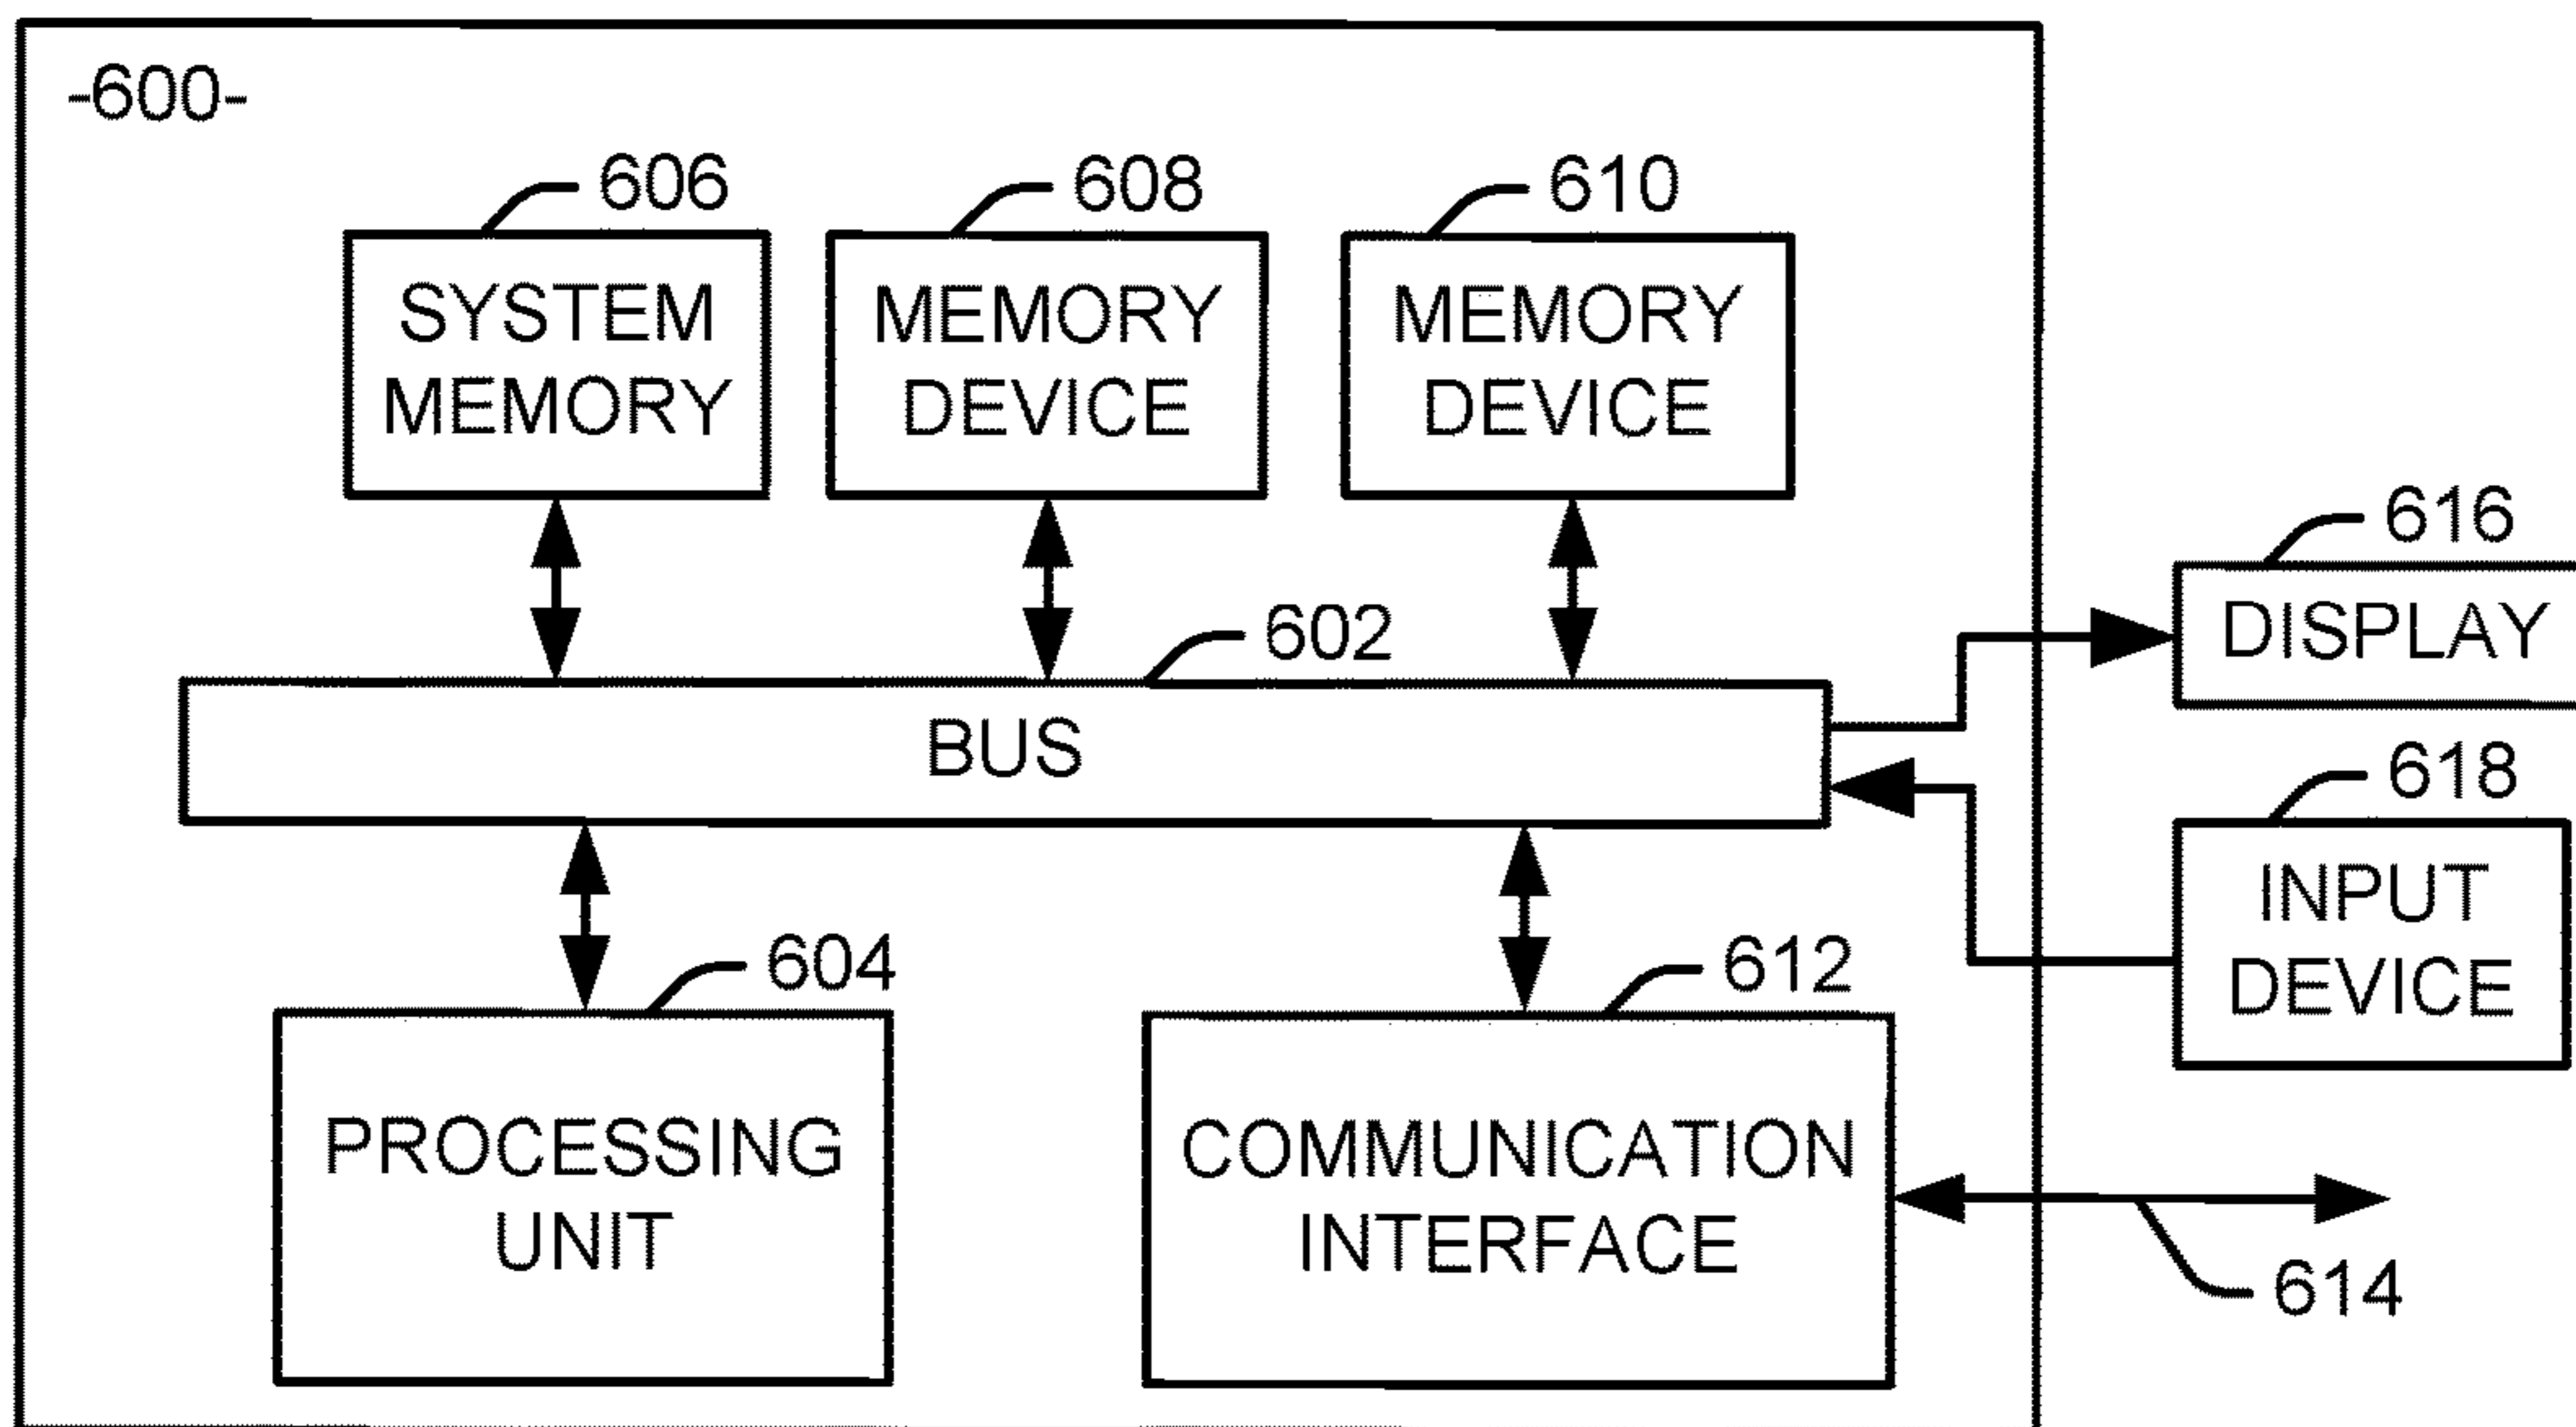 -600-
606
608
610
SYSTEM
MEMORY
MEMORY
DEVICE
MEMORY
DEVICE
616
DISPLAY
602
BUS
618
INPUT
DEVICE
604
612
PROCESSING
UNIT
COMMUNICATION
INTERFACE
614